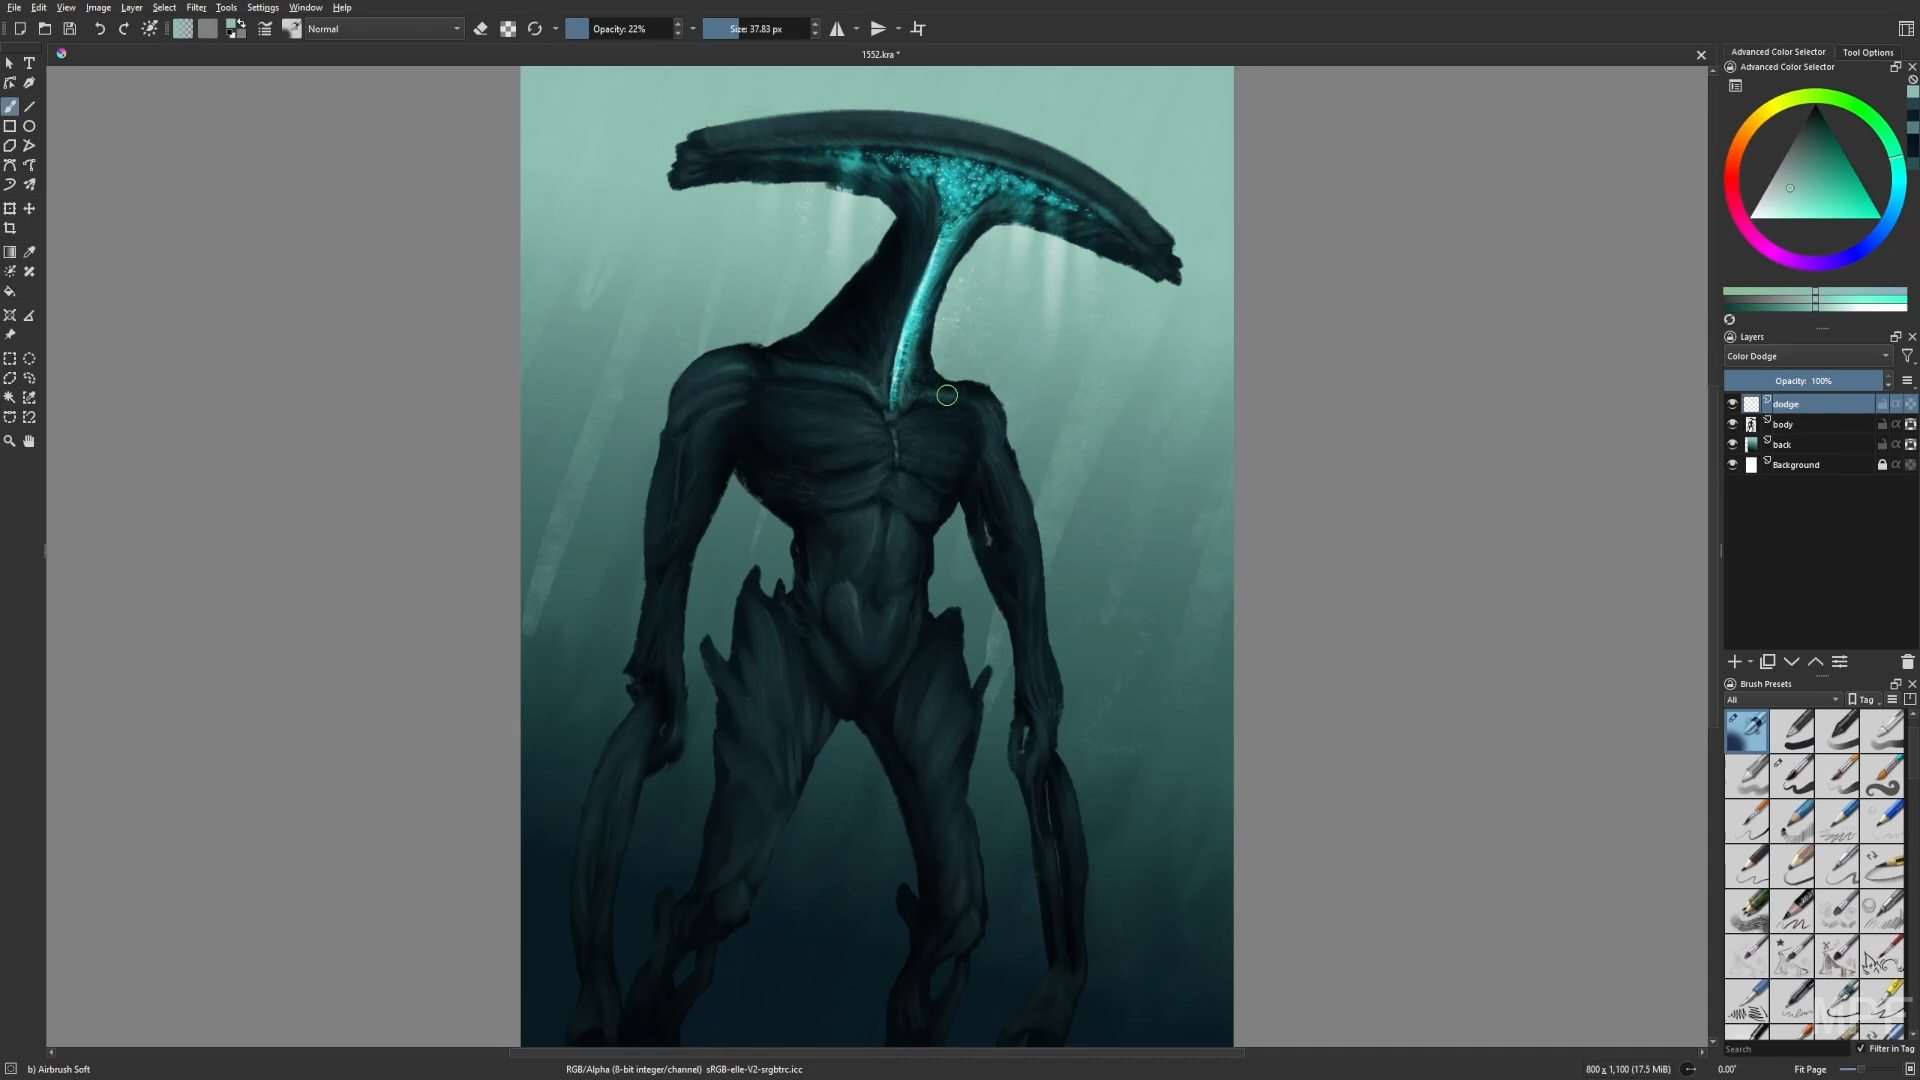 File Edit View Image Layer Select Filter Tools Settings Window Help
Normal Opacity: 22% Size: 37.83 px
1552.kra *
Advanced Color Selector Tool Options
Advanced Color Selector
Layers
Color Dodge
Opacity: 100%
dodge
body
back
Background
Brush Presets
All Tag
Search Filter in Tag
b) Airbrush Soft RGB/Alpha (8-bit integer/channel) sRGB-elle-V2-srgbtrc.icc 800 x 1,100 (17.5 MiB) 0.00° Fit Page